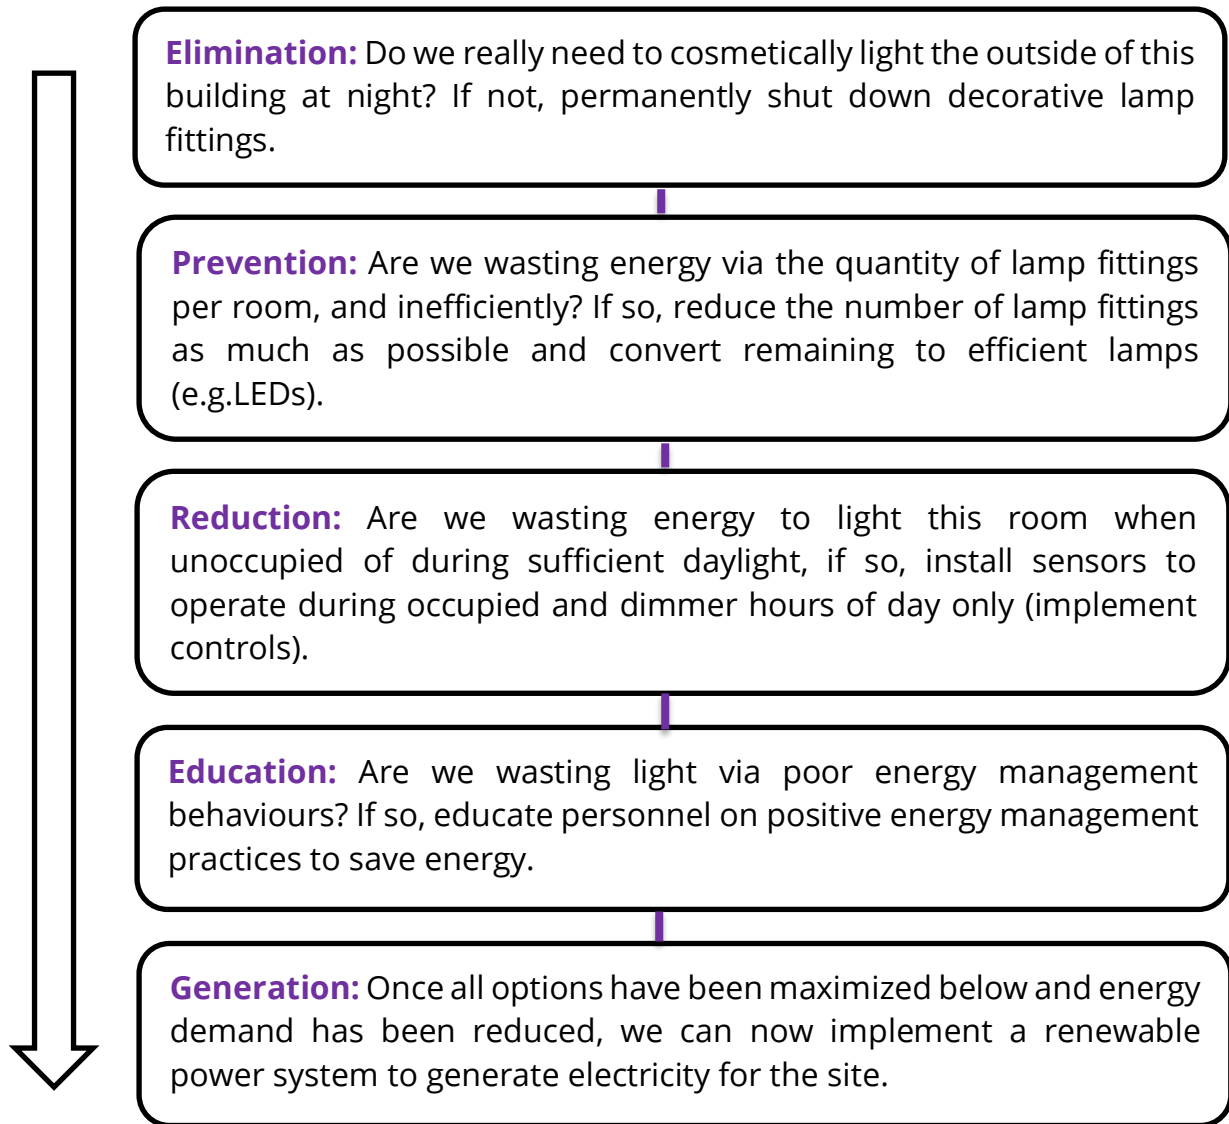 Elimination: Do we really need to cosmetically light the outside of this
building at night? If not, permanently shut down decorative lamp
fittings.
Prevention: Are we wasting energy via the quantity of lamp fittings
per room, and inefficiently? If so, reduce the number of lamp fittings
as much as possible and convert remaining to efficient lamps
(e.g.LEDs).
Reduction: Are we wasting energy to light this room when
unoccupied of during sufficient daylight, if so, install sensors to
operate during occupied and dimmer hours of day only (implement
controls).
Education: Are we wasting light via poor energy management
behaviours? If so, educate personnel on positive energy management
practices to save energy.
Generation: Once all options have been maximized below and energy
demand has been reduced, we can now implement a renewable
power system to generate electricity for the site.